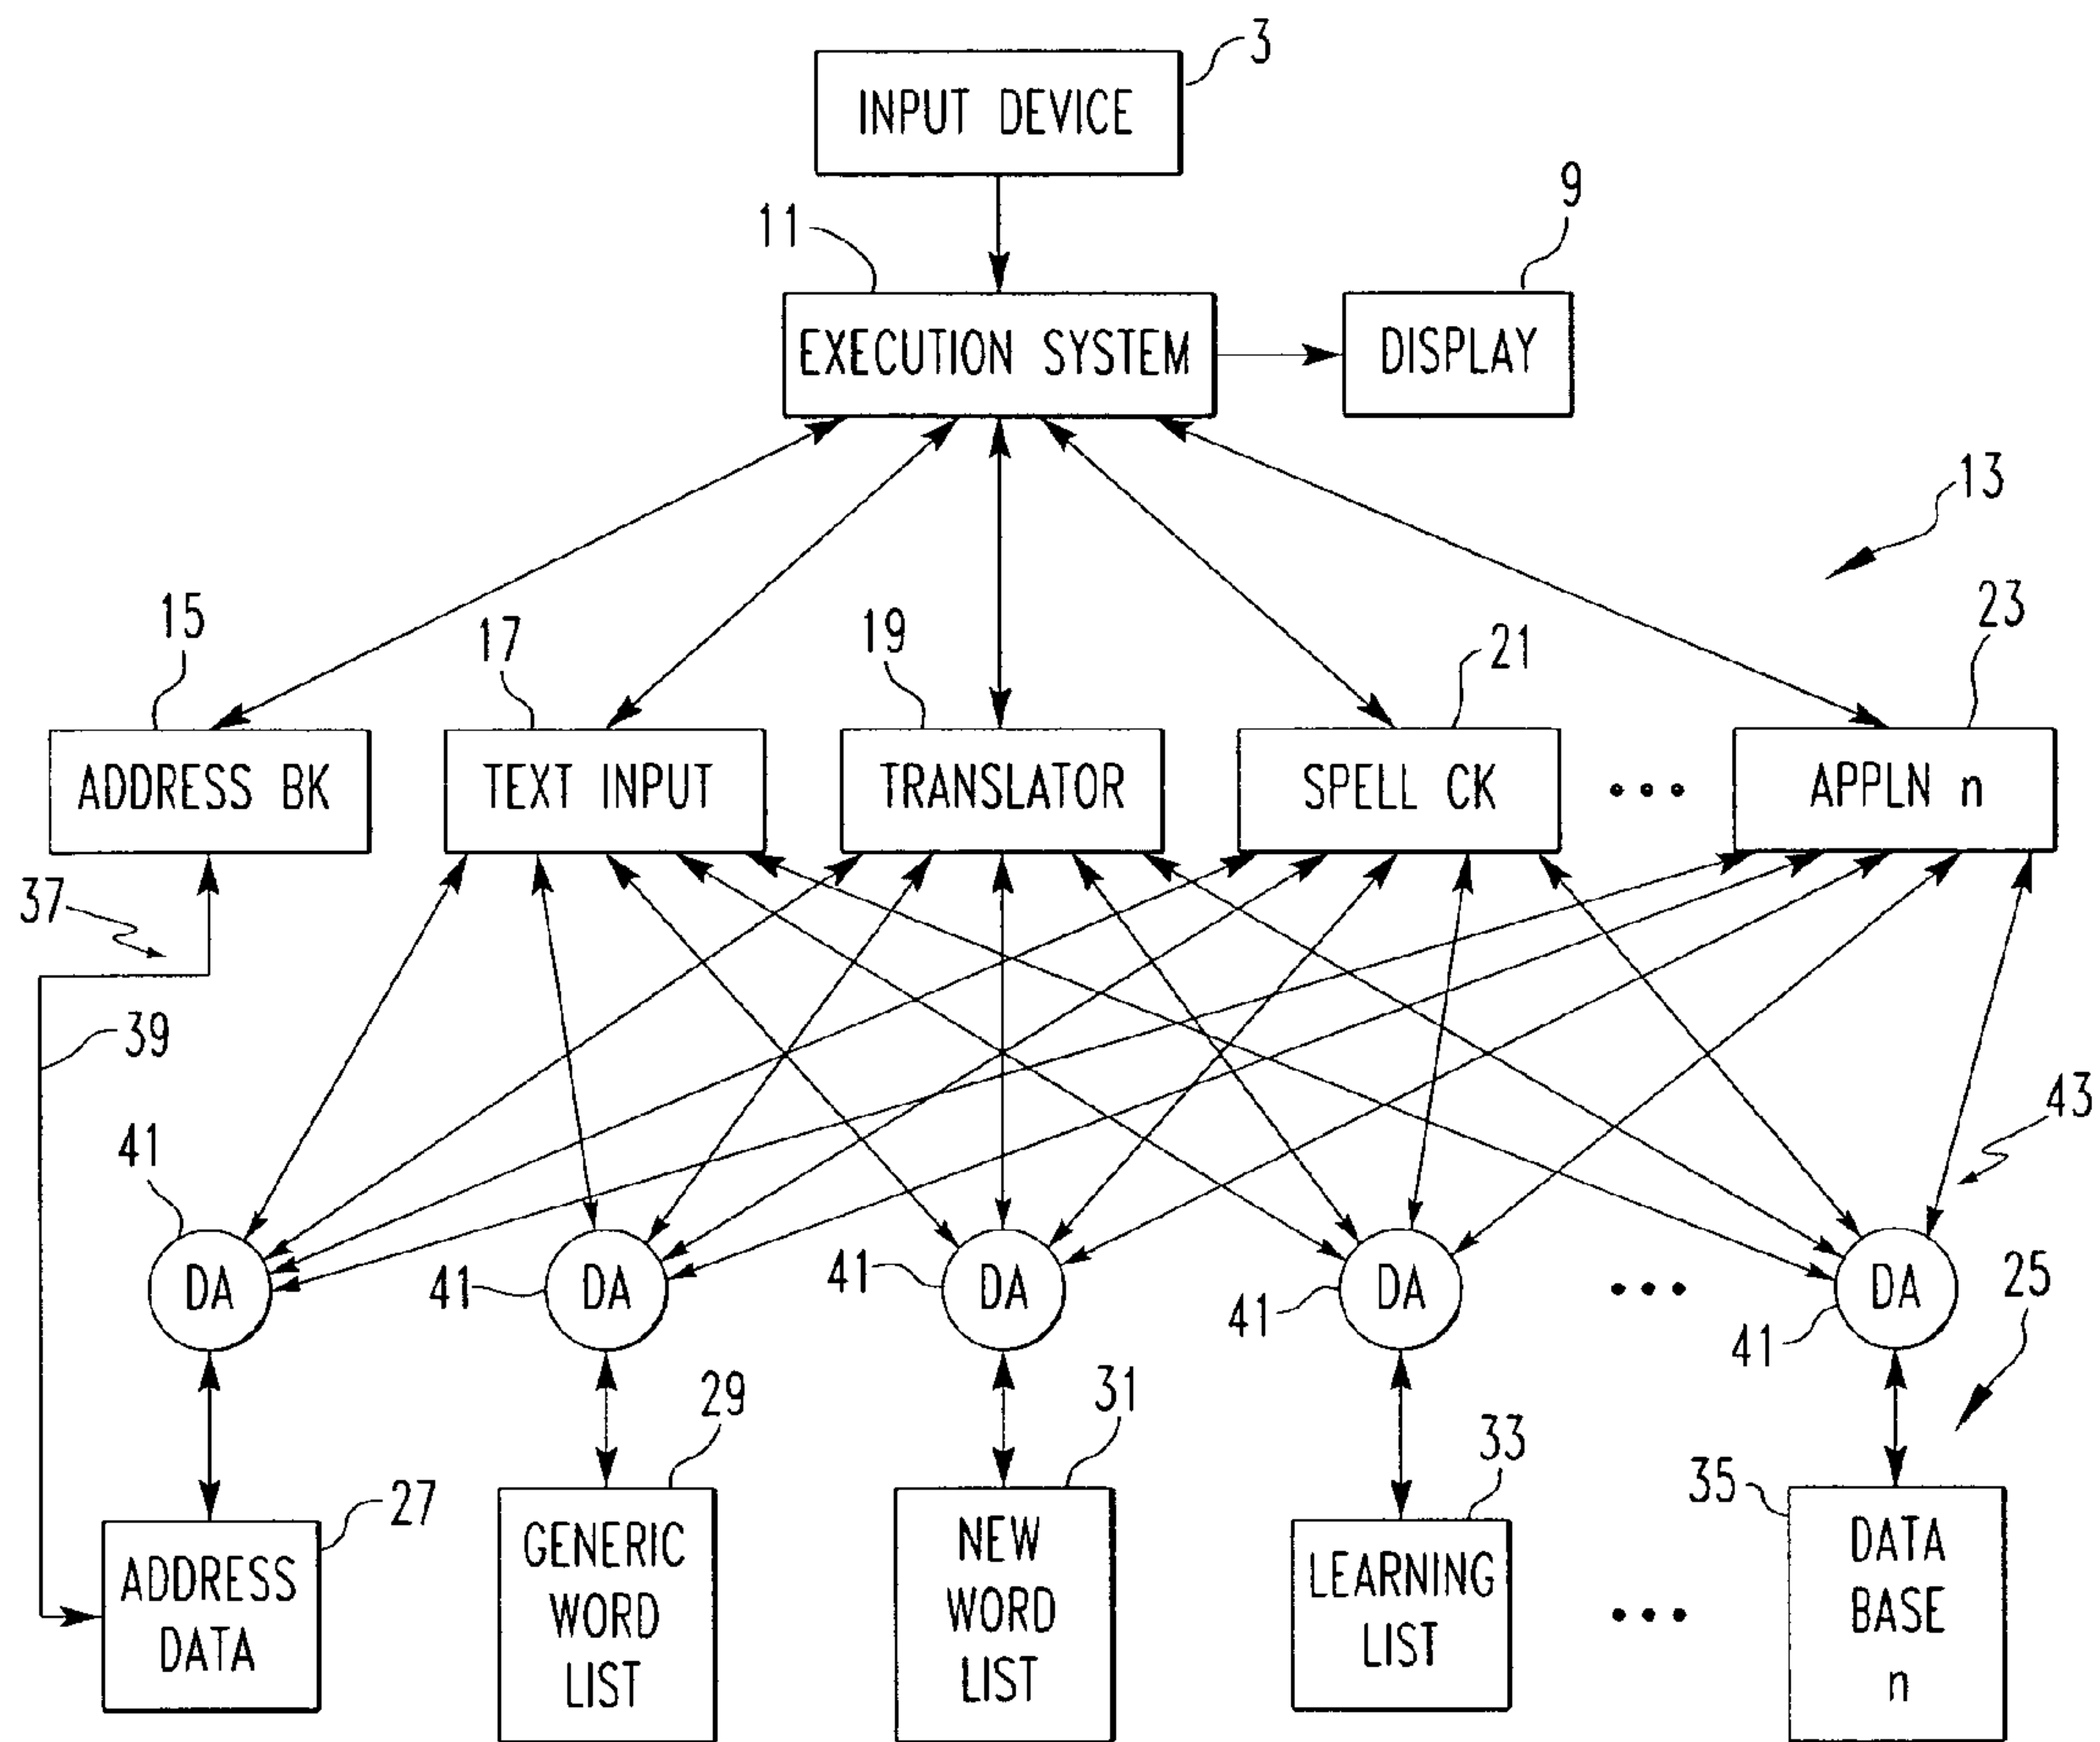 3
INPUT DEVICE
9
11
EXECUTION SYSTEM
DISPLAY
13
15
17
19
21
23
ADDRESS BK
TEXT INPUT
TRANSLATOR
SPELL CK
•••
APPLN n
37
39
43
41
DA
41
DA
41
DA
41
DA
•••
41
DA
25
27
29
31
33
35
ADDRESS
DATA
GENERIC
WORD
LIST
NEW
WORD
LIST
LEARNING
LIST
•••
DATA
BASE
n